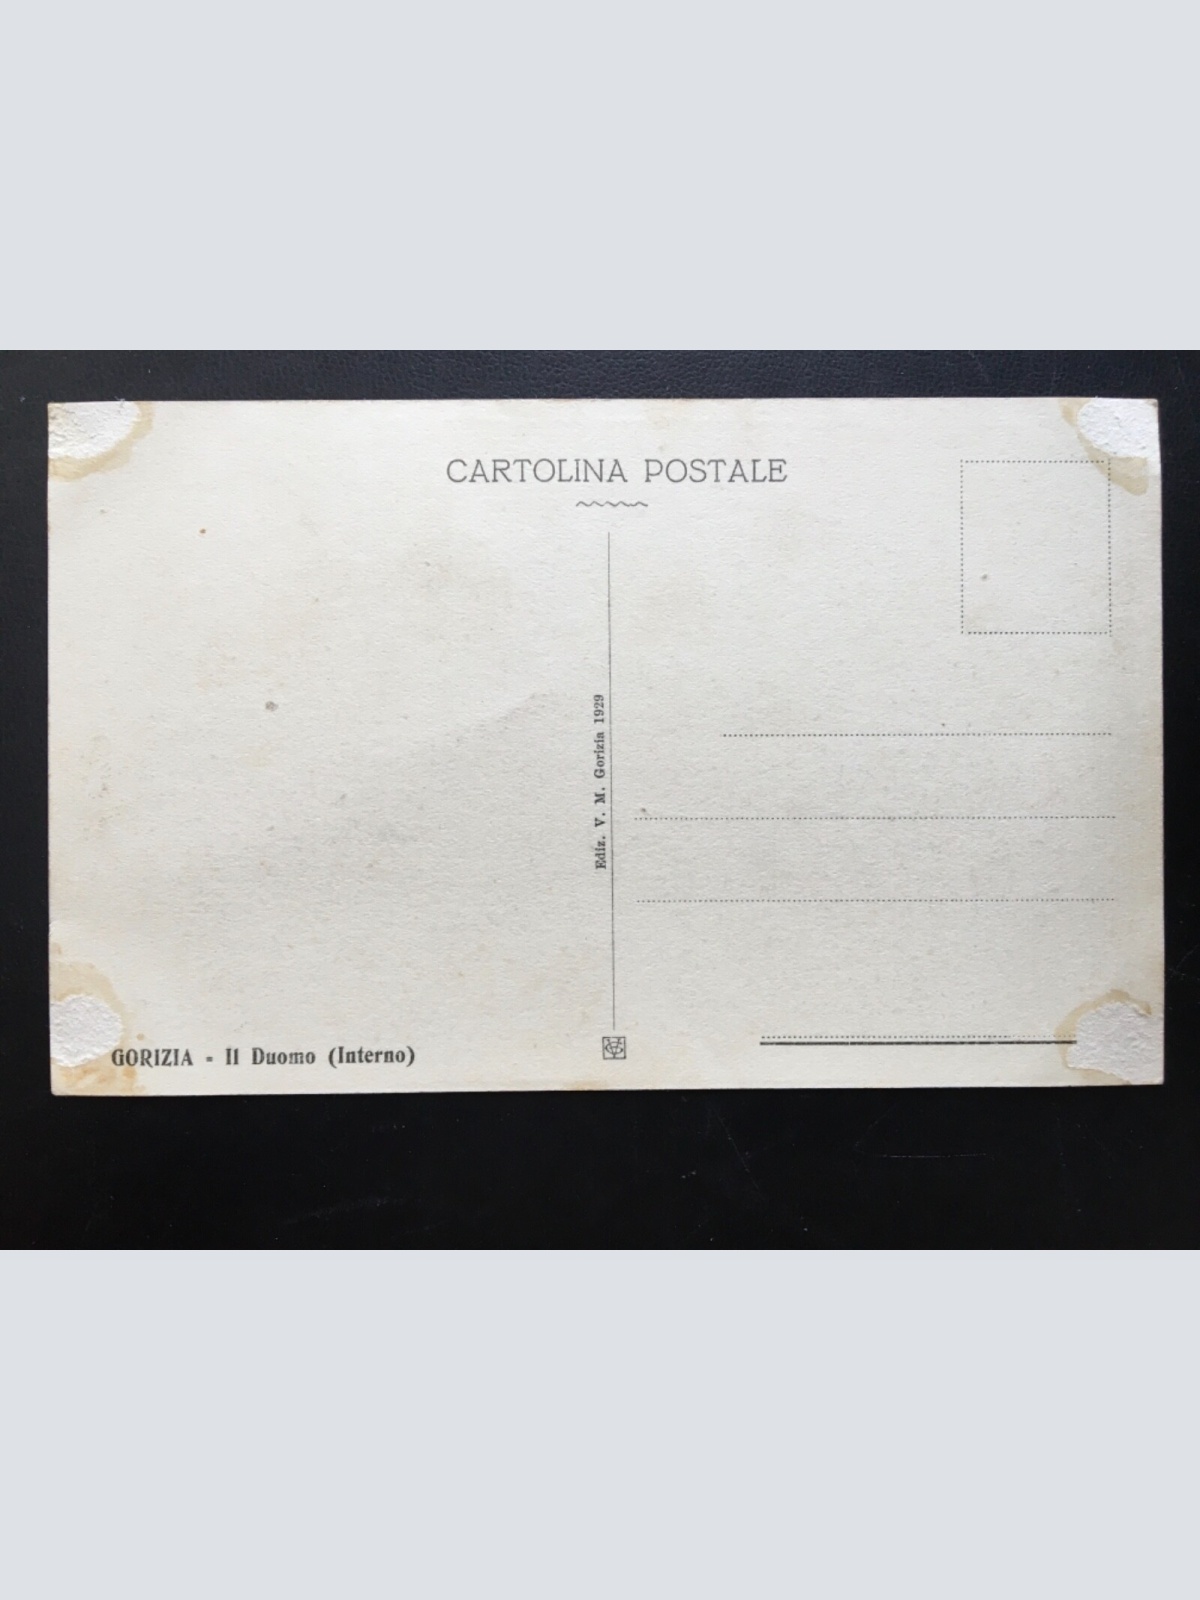 CARTOLINA POSTALE
Ediz. V. M. Gorizia 1929
GORIZIA - Il Duomo (Interno)